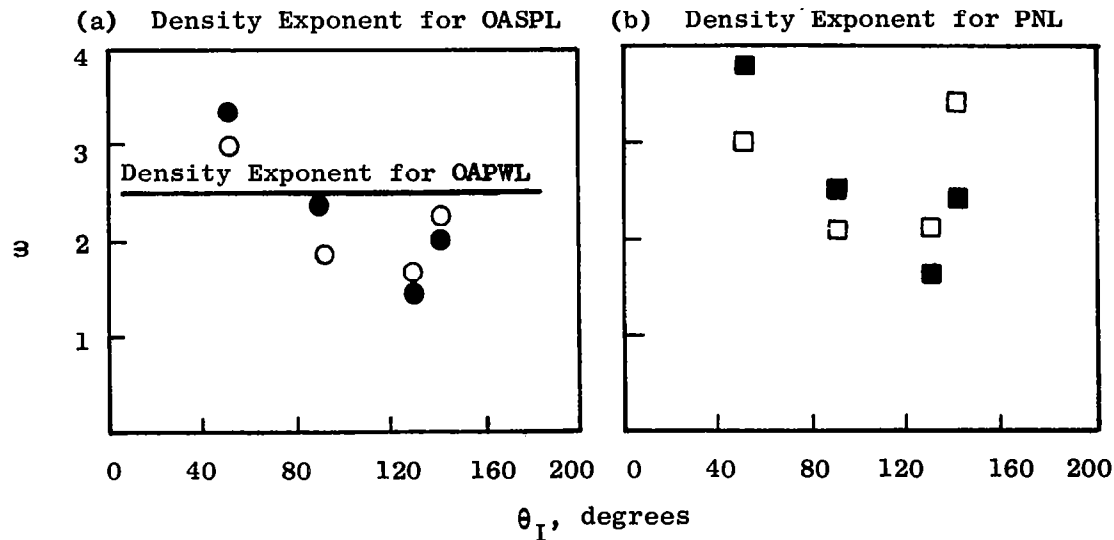 (a) Density Exponent for OASPL
(b) Density Exponent for PNL
4
3
2
1
ω
Density Exponent for OAPWL
0 40 80 120 160 200
0 40 80 120 160 200
θI, degrees